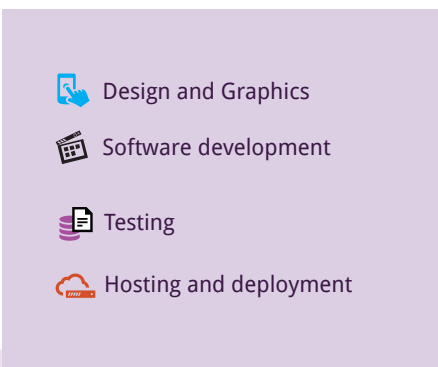 Design and Graphics
Software development
Testing
Hosting and deployment